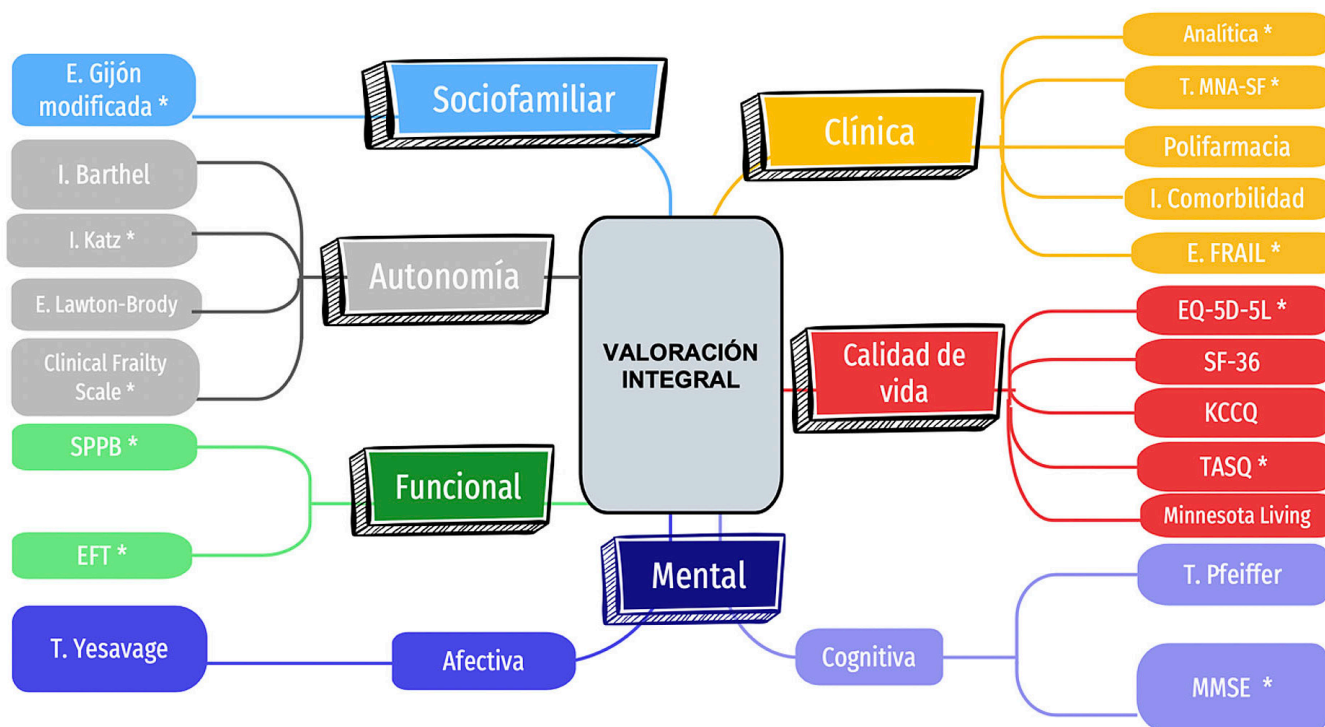 E. Gijón
modificada *
Sociofamiliar
I. Barthel
I. Katz *
E. Lawton-Brody
Clinical Frailty
Scale *
Autonomía
SPPB *
EFT *
Funcional
T. Yesavage
Afectiva
Mental
Cognitiva
T. Pfeiffer
MMSE *
VALORACIÓN
INTEGRAL
Clínica
Analítica *
T. MNA-SF *
Polifarmacia
I. Comorbilidad
E. FRAIL *
Calidad de
vida
EQ-5D-5L *
SF-36
KCCQ
TASQ *
Minnesota Living